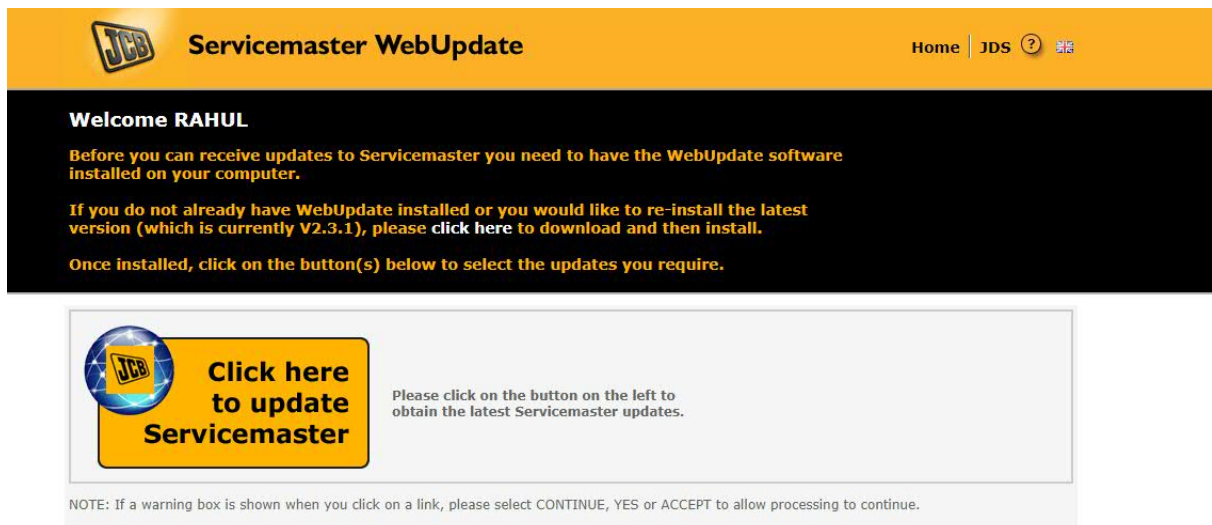 JCB
Servicemaster WebUpdate
Home | JDS ?
Welcome RAHUL
Before you can receive updates to Servicemaster you need to have the WebUpdate software
installed on your computer.
If you do not already have WebUpdate installed or you would like to re-install the latest
version (which is currently V2.3.1), please click here to download and then install.
Once installed, click on the button(s) below to select the updates you require.
JCB
Click here
to update
Servicemaster
Please click on the button on the left to
obtain the latest Servicemaster updates.
NOTE: If a warning box is shown when you click on a link, please select CONTINUE, YES or ACCEPT to allow processing to continue.